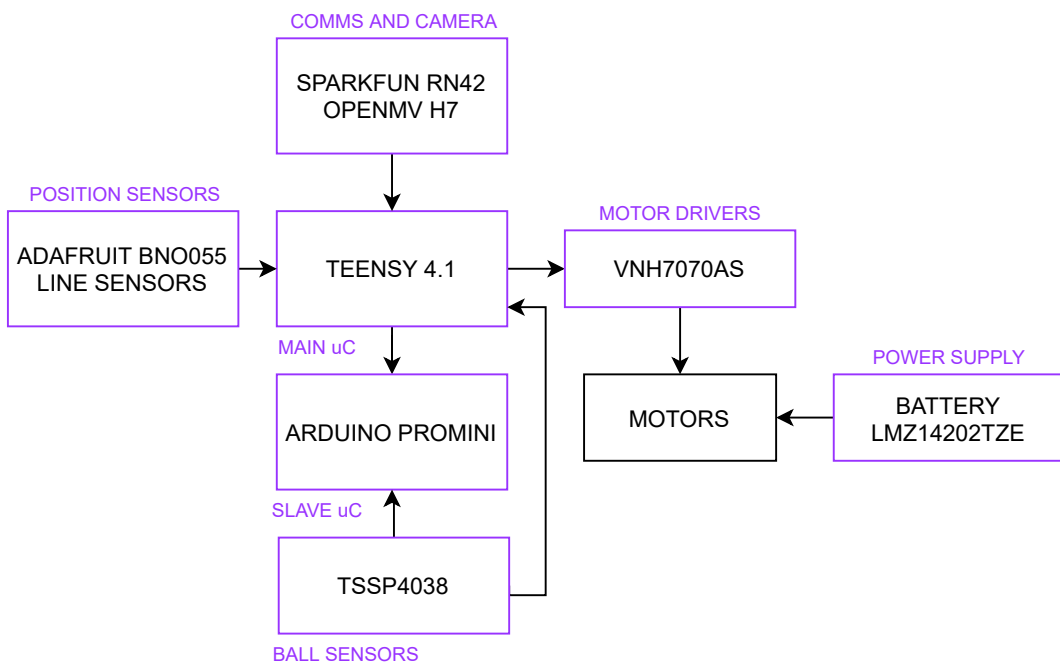 COMMS AND CAMERA
SPARKFUN RN42
OPENMV H7
POSITION SENSORS
ADAFRUIT BNO055
LINE SENSORS
TEENSY 4.1
MAIN uC
MOTOR DRIVERS
VNH7070AS
MOTORS
POWER SUPPLY
BATTERY
LMZ14202TZE
ARDUINO PROMINI
SLAVE uC
TSSP4038
BALL SENSORS